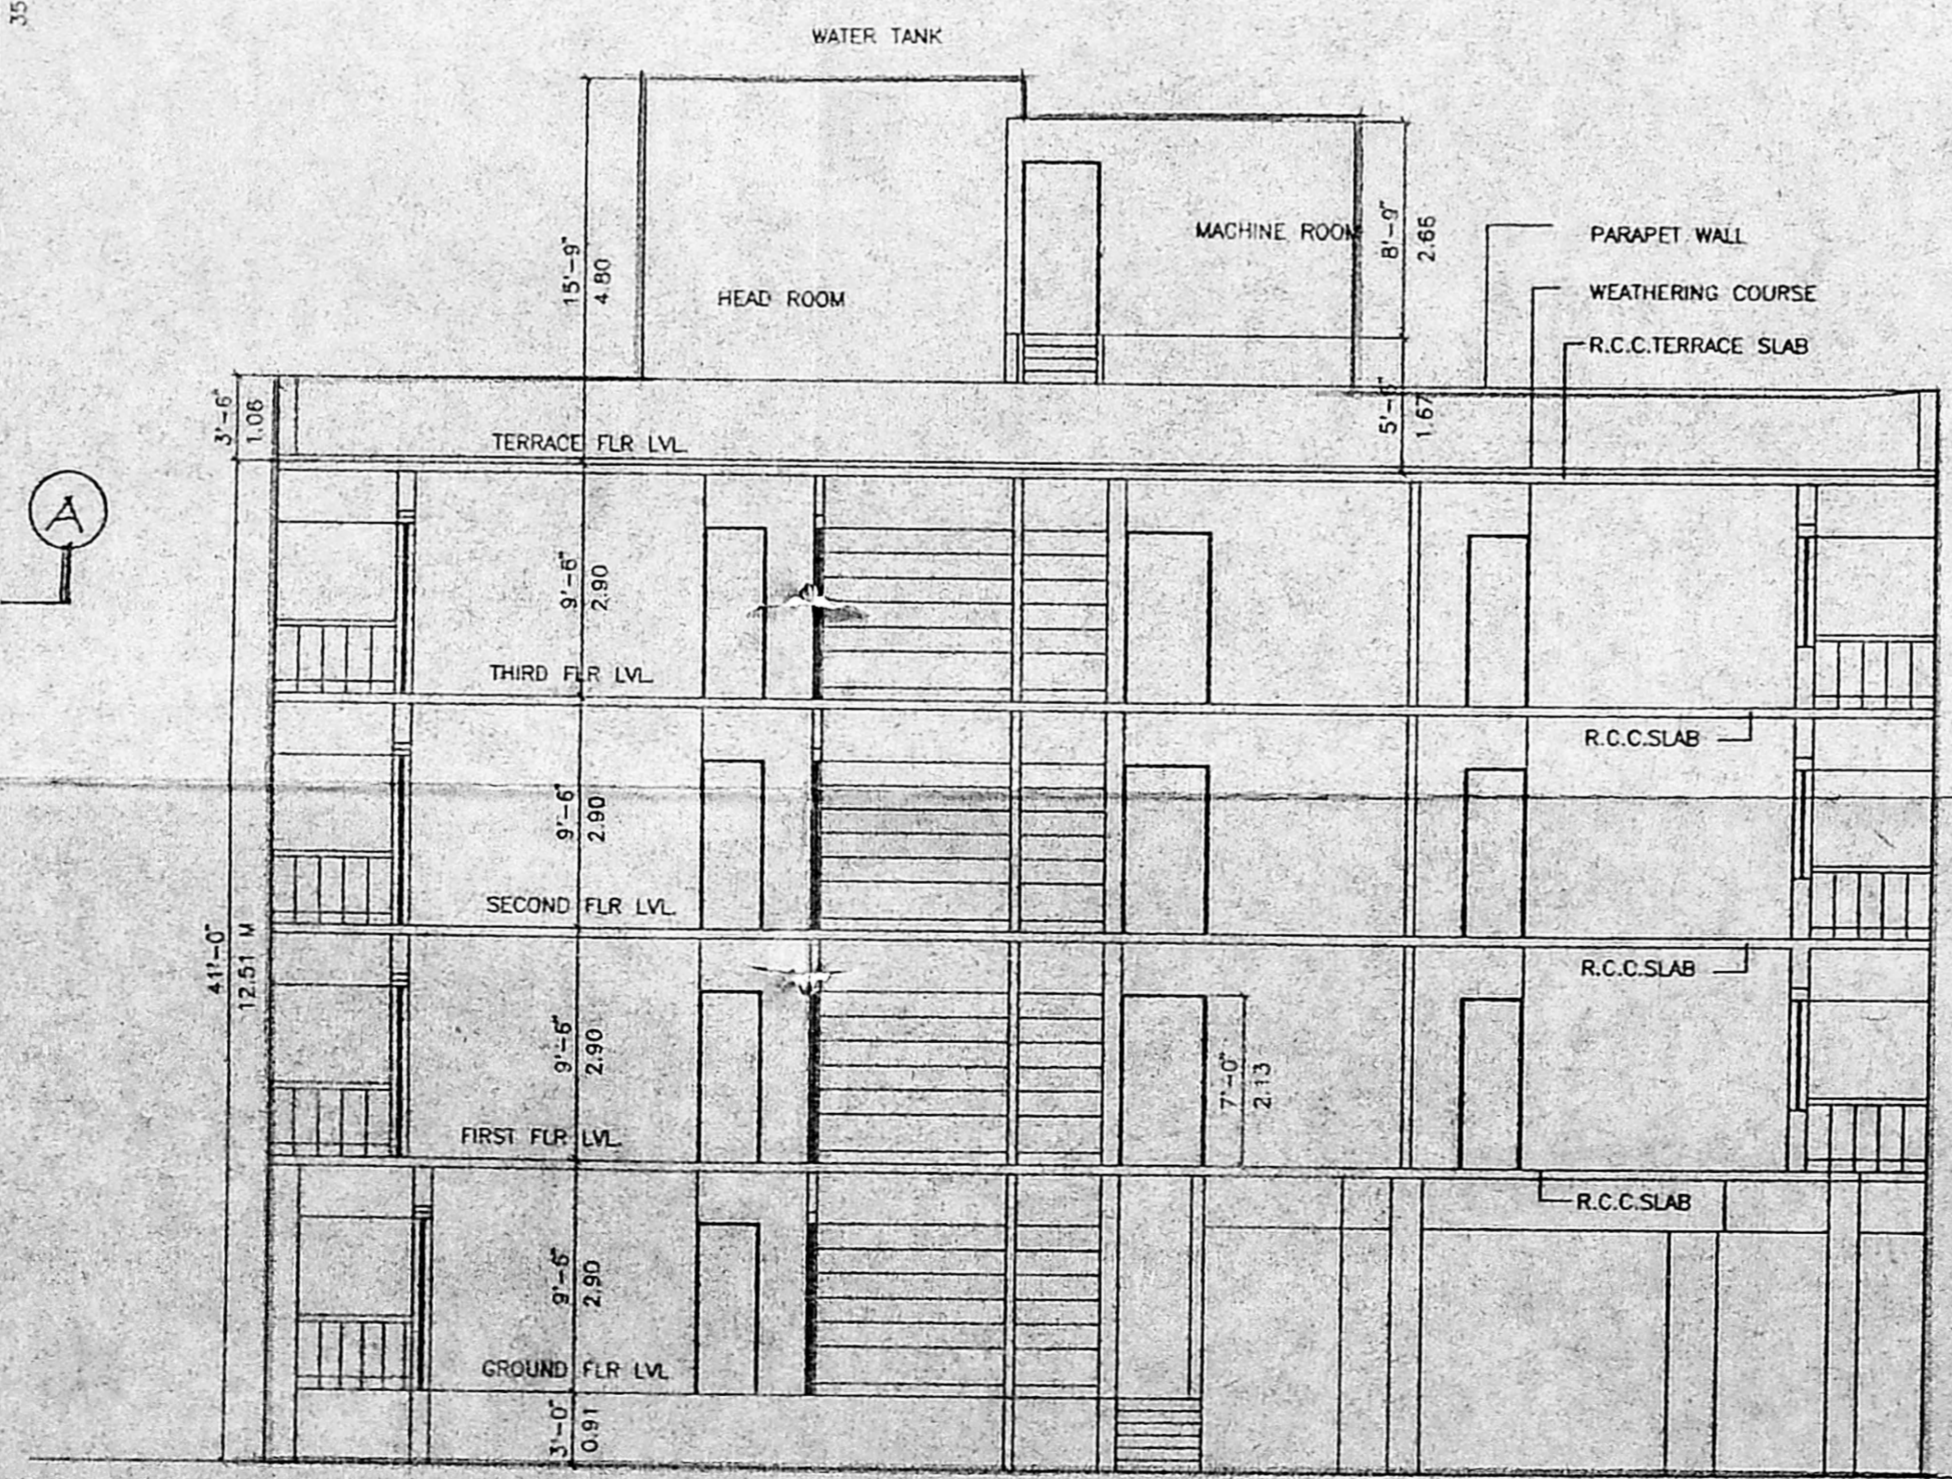 35
WATER TANK
15'-9"
4.80
HEAD ROOM
MACHINE ROOM
8'-9"
2.65
PARAPET WALL
WEATHERING COURSE
R.C.C.TERRACE SLAB
3'-6"
1.06
5'-6"
1.67
TERRACE FLR LVL.
A
9'-6"
2.90
THIRD FLR LVL.
R.C.C.SLAB
9'-6"
2.90
SECOND FLR LVL.
41'-0"
12.51 M
R.C.C.SLAB
9'-6"
2.90
7'-0"
2.13
FIRST FLR LVL.
R.C.C.SLAB
9'-6"
2.90
GROUND FLR LVL
3'-0"
0.91